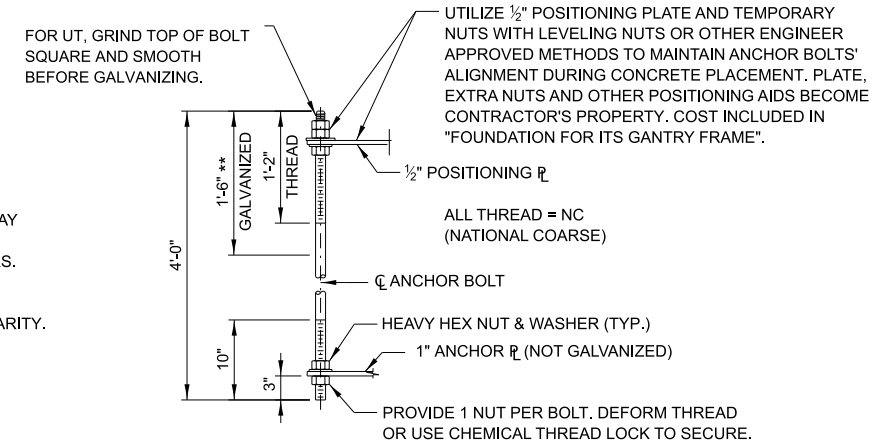 FOR UT, GRIND TOP OF BOLT
SQUARE AND SMOOTH
BEFORE GALVANIZING.
UTILIZE ½" POSITIONING PLATE AND TEMPORARY
NUTS WITH LEVELING NUTS OR OTHER ENGINEER
APPROVED METHODS TO MAINTAIN ANCHOR BOLTS'
ALIGNMENT DURING CONCRETE PLACEMENT. PLATE,
EXTRA NUTS AND OTHER POSITIONING AIDS BECOME
CONTRACTOR'S PROPERTY. COST INCLUDED IN
"FOUNDATION FOR ITS GANTRY FRAME".
½" POSITIONING ℄
ALL THREAD = NC
(NATIONAL COARSE)
4'-0"
1'-6" **
GALVANIZED
1'-2"
THREAD
AY
S.
ARITY.
℄ ANCHOR BOLT
HEAVY HEX NUT & WASHER (TYP.)
1" ANCHOR PL (NOT GALVANIZED)
10"
3"
PROVIDE 1 NUT PER BOLT. DEFORM THREAD
OR USE CHEMICAL THREAD LOCK TO SECURE.